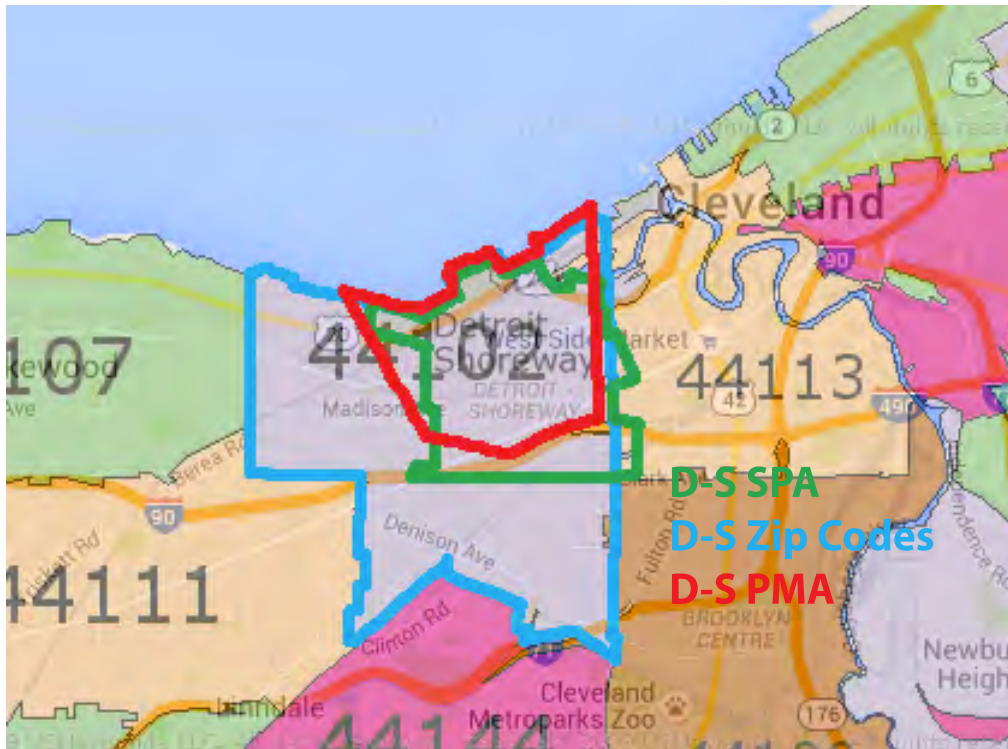 6
2
Cleveland
90
44102
Detroit
Shoreway
West Side Market
107
kewood
Ave
DETROIT
SHOREWAY
44113
42
490
Madison
Berea Rd
D-S SPA
90
Denison Ave
Fulton Rd
D-S Zip Codes
44111
D-S PMA
BROOKLYN
CENTRE
Clinton Rd
Newbu
Heigh
Linndale
Cleveland
Metroparks Zoo
176
44144